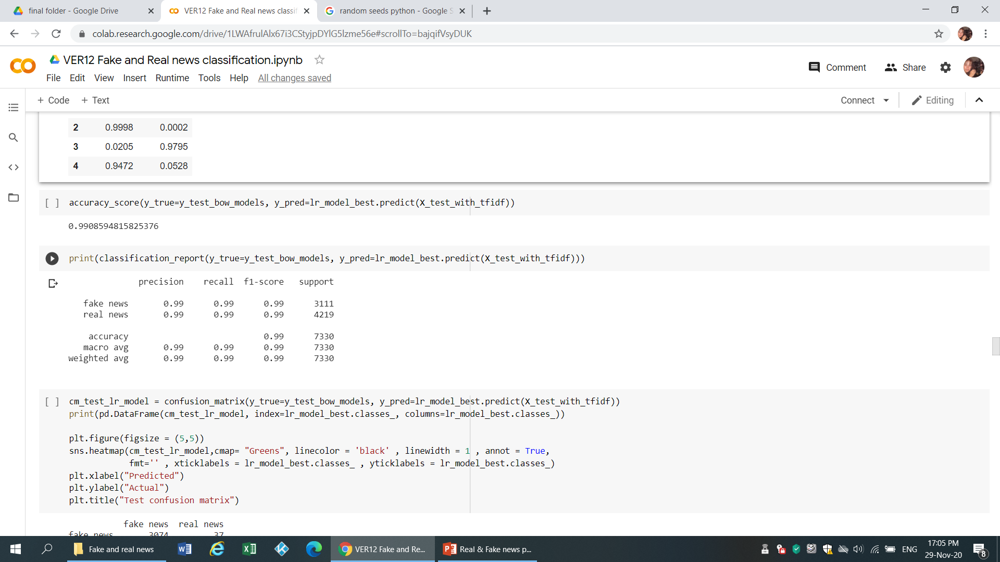 final folder - Google Drive
VER12 Fake and Real news classif
random seeds python - Google S
colab.research.google.com/drive/1LWAfrulAlx67i3CStyjpDYlG5lzme56e#scrollTo=bajqifVsyDUK
VER12 Fake and Real news classification.ipynb
Comment Share
File Edit View Insert Runtime Tools Help All changes saved
+ Code + Text Connect Editing
2 0.9998 0.0002
3 0.0205 0.9795
4 0.9472 0.0528
[ ] accuracy_score(y_true=y_test_bow_models, y_pred=lr_model_best.predict(X_test_with_tfidf))
0.9908594815825376
print(classification_report(y_true=y_test_bow_models, y_pred=lr_model_best.predict(X_test_with_tfidf)))
precision recall f1-score support
fake news 0.99 0.99 0.99 3111
real news 0.99 0.99 0.99 4219
accuracy 0.99 7330
macro avg 0.99 0.99 0.99 7330
weighted avg 0.99 0.99 0.99 7330
[ ] cm_test_lr_model = confusion_matrix(y_true=y_test_bow_models, y_pred=lr_model_best.predict(X_test_with_tfidf))
print(pd.DataFrame(cm_test_lr_model, index=lr_model_best.classes_, columns=lr_model_best.classes_))
plt.figure(figsize = (5,5))
sns.heatmap(cm_test_lr_model,cmap= "Greens", linecolor = 'black' , linewidth = 1 , annot = True,
fmt='' , xticklabels = lr_model_best.classes_ , yticklabels = lr_model_best.classes_)
plt.xlabel("Predicted")
plt.ylabel("Actual")
plt.title("Test confusion matrix")
fake news real news
fake news 3074 37
Fake and real news
VER12 Fake and Re...
Real & Fake news p...
ENG
17:05 PM
29-Nov-20
8